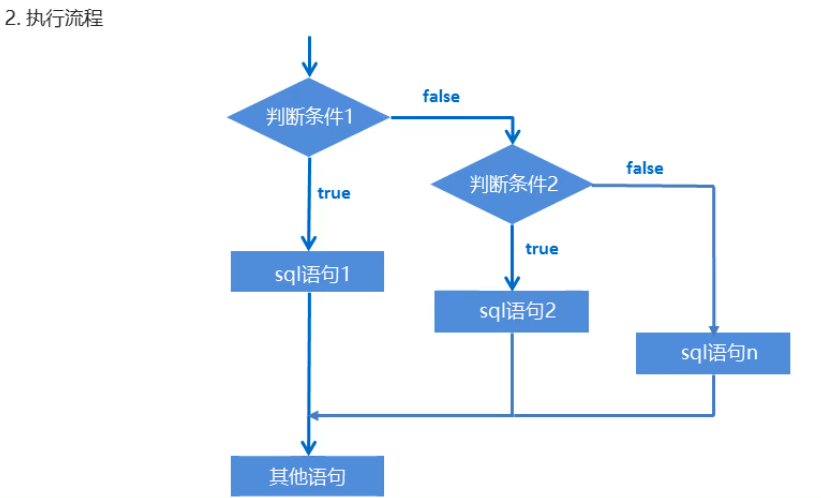 2. 执行流程
判断条件1
false
true
判断条件2
false
true
sql语句1
sql语句2
sql语句n
其他语句